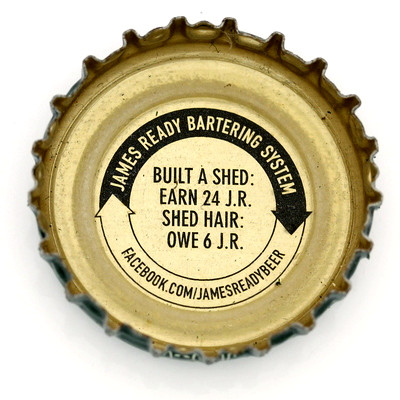 JAMES READY BARTERING SYSTEM
BUILT A SHED:
EARN 24 J.R.
SHED HAIR:
OWE 6 J.R.
FACEBOOK.COM/JAMESREADYBEER